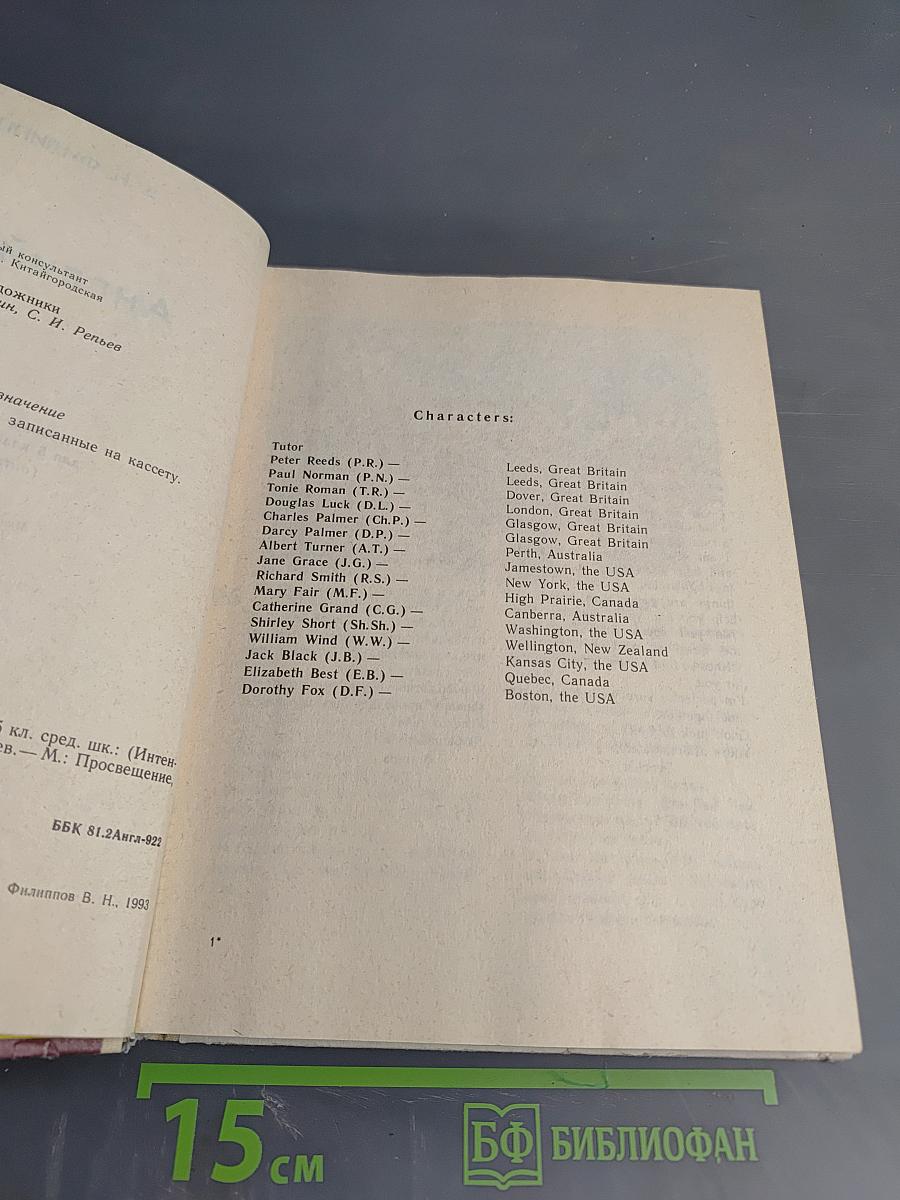 ый консультант
Китайгородская
дожники
ин, С. И. Репьев
значение
записанные на кассету.
5 кл. сред. шк.: (Интен-
ев. — М.: Просвещение,
ББК 81.2Англ-922
Филиппов В. Н., 1993
Characters:
Tutor
Peter Reeds (P.R.) — Leeds, Great Britain
Paul Norman (P.N.) — Leeds, Great Britain
Tonie Roman (T.R.) — Dover, Great Britain
Douglas Luck (D.L.) — London, Great Britain
Charles Palmer (Ch.P.) — Glasgow, Great Britain
Darcy Palmer (D.P.) — Glasgow, Great Britain
Albert Turner (A.T.) — Perth, Australia
Jane Grace (J.G.) — Jamestown, the USA
Richard Smith (R.S.) — New York, the USA
Mary Fair (M.F.) — High Prairie, Canada
Catherine Grand (C.G.) — Canberra, Australia
Shirley Short (Sh.Sh.) — Washington, the USA
William Wind (W.W.) — Wellington, New Zealand
Jack Black (J.B.) — Kansas City, the USA
Elizabeth Best (E.B.) — Quebec, Canada
Dorothy Fox (D.F.) — Boston, the USA
1*
15 см
БФ БИБЛИОФАН